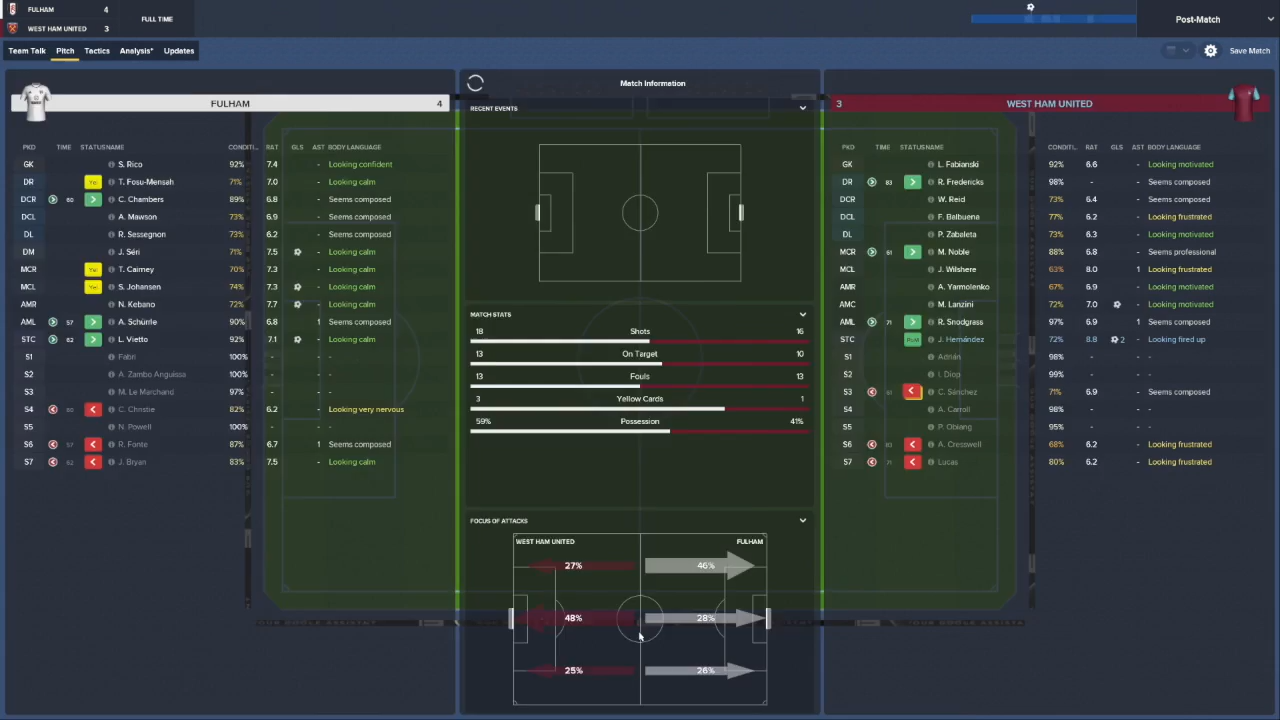 FULHAM 4
WEST HAM UNITED 3
FULL TIME
Post-Match
Team Talk Pitch Tactics Analysis* Updates
Save Match
FULHAM 4
Match Information
3 WEST HAM UNITED
PKD TIME STATUS NAME CONDITI... RAT GLS AST BODY LANGUAGE
GK S. Rico 92% 7.4 - Looking confident
DR Yel T. Fosu-Mensah 71% 7.0 - Looking calm
DCR 60 C. Chambers 89% 6.8 - Seems composed
DCL A. Mawson 73% 6.9 - Seems composed
DL R. Sessegnon 73% 6.2 - Seems composed
DM J. Séri 71% 7.5 - Looking calm
MCR Yel T. Cairney 70% 7.3 - Looking calm
MCL Yel S. Johansen 74% 7.3 - Looking calm
AMR N. Kebano 72% 7.7 - Looking calm
AML 57 A. Schürrle 90% 6.8 1 Seems composed
STC 62 L. Vietto 92% 7.1 - Looking calm
S1 Fabri 100% - - -
S2 A. Zambo Anguissa 100% - - -
S3 M. Le Marchand 97% - - -
S4 60 C. Christie 82% 6.2 - Looking very nervous
S5 N. Powell 100% - - -
S6 57 R. Fonte 87% 6.7 1 Seems composed
S7 62 J. Bryan 83% 7.5 - Looking calm
RECENT EVENTS
MATCH STATS
18 Shots 16
13 On Target 10
13 Fouls 13
3 Yellow Cards 1
59% Possession 41%
FOCUS OF ATTACKS
WEST HAM UNITED FULHAM
27% 46%
48% 28%
25% 26%
PKD TIME STATUS NAME CONDITI... RAT GLS AST BODY LANGUAGE
GK L. Fabianski 92% 6.6 - Looking motivated
DR 83 R. Fredericks 98% - - Seems composed
DCR W. Reid 73% 6.4 - Seems composed
DCL F. Balbuena 77% 6.2 - Looking frustrated
DL P. Zabaleta 73% 6.3 - Looking motivated
MCR 61 M. Noble 88% 6.8 - Seems professional
MCL J. Wilshere 63% 8.0 1 Looking frustrated
AMR A. Yarmolenko 67% 6.9 - Looking motivated
AMC M. Lanzini 72% 7.0 - Looking motivated
AML 71 R. Snodgrass 97% 6.9 1 Seems composed
STC PoM J. Hernández 72% 8.8 2 - Looking fired up
S1 Adrián 98% - - -
S2 I. Diop 99% - - -
S3 61 C. Sánchez 71% 6.9 - Seems composed
S4 A. Carroll 98% - - -
S5 P. Obiang 95% - - -
S6 83 A. Cresswell 68% 6.2 - Looking frustrated
S7 71 Lucas 80% 6.2 - Looking frustrated